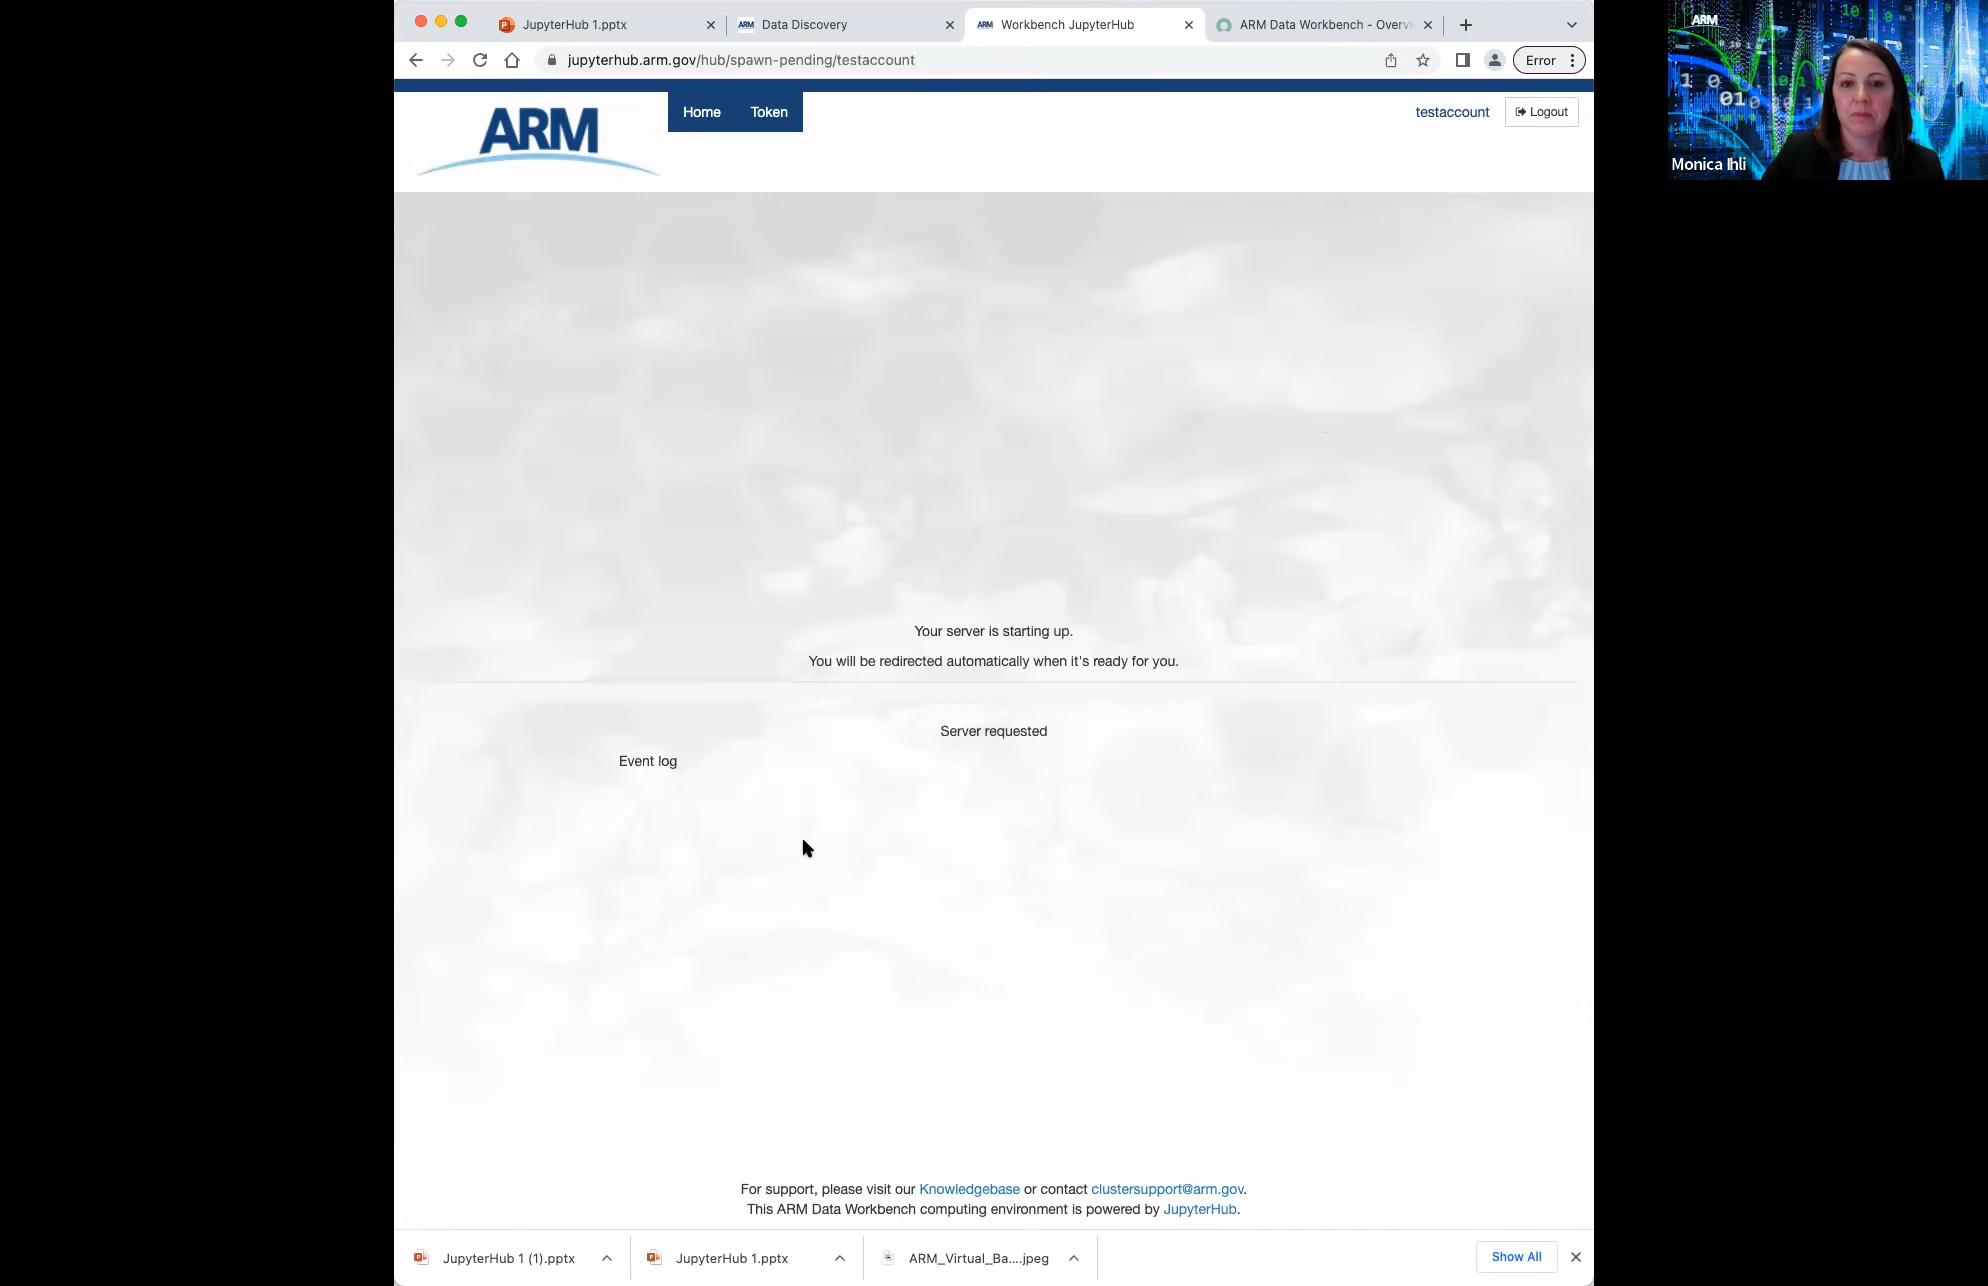 JupyterHub 1.pptx
Data Discovery
Workbench JupyterHub
ARM Data Workbench - Overvi
jupyterhub.arm.gov/hub/spawn-pending/testaccount
Error
ARM
Home
Token
testaccount
Logout
ARM
Monica Ihli
Your server is starting up.
You will be redirected automatically when it's ready for you.
Server requested
Event log
For support, please visit our Knowledgebase or contact clustersupport@arm.gov.
This ARM Data Workbench computing environment is powered by JupyterHub.
JupyterHub 1 (1).pptx
JupyterHub 1.pptx
ARM_Virtual_Ba....jpeg
Show All